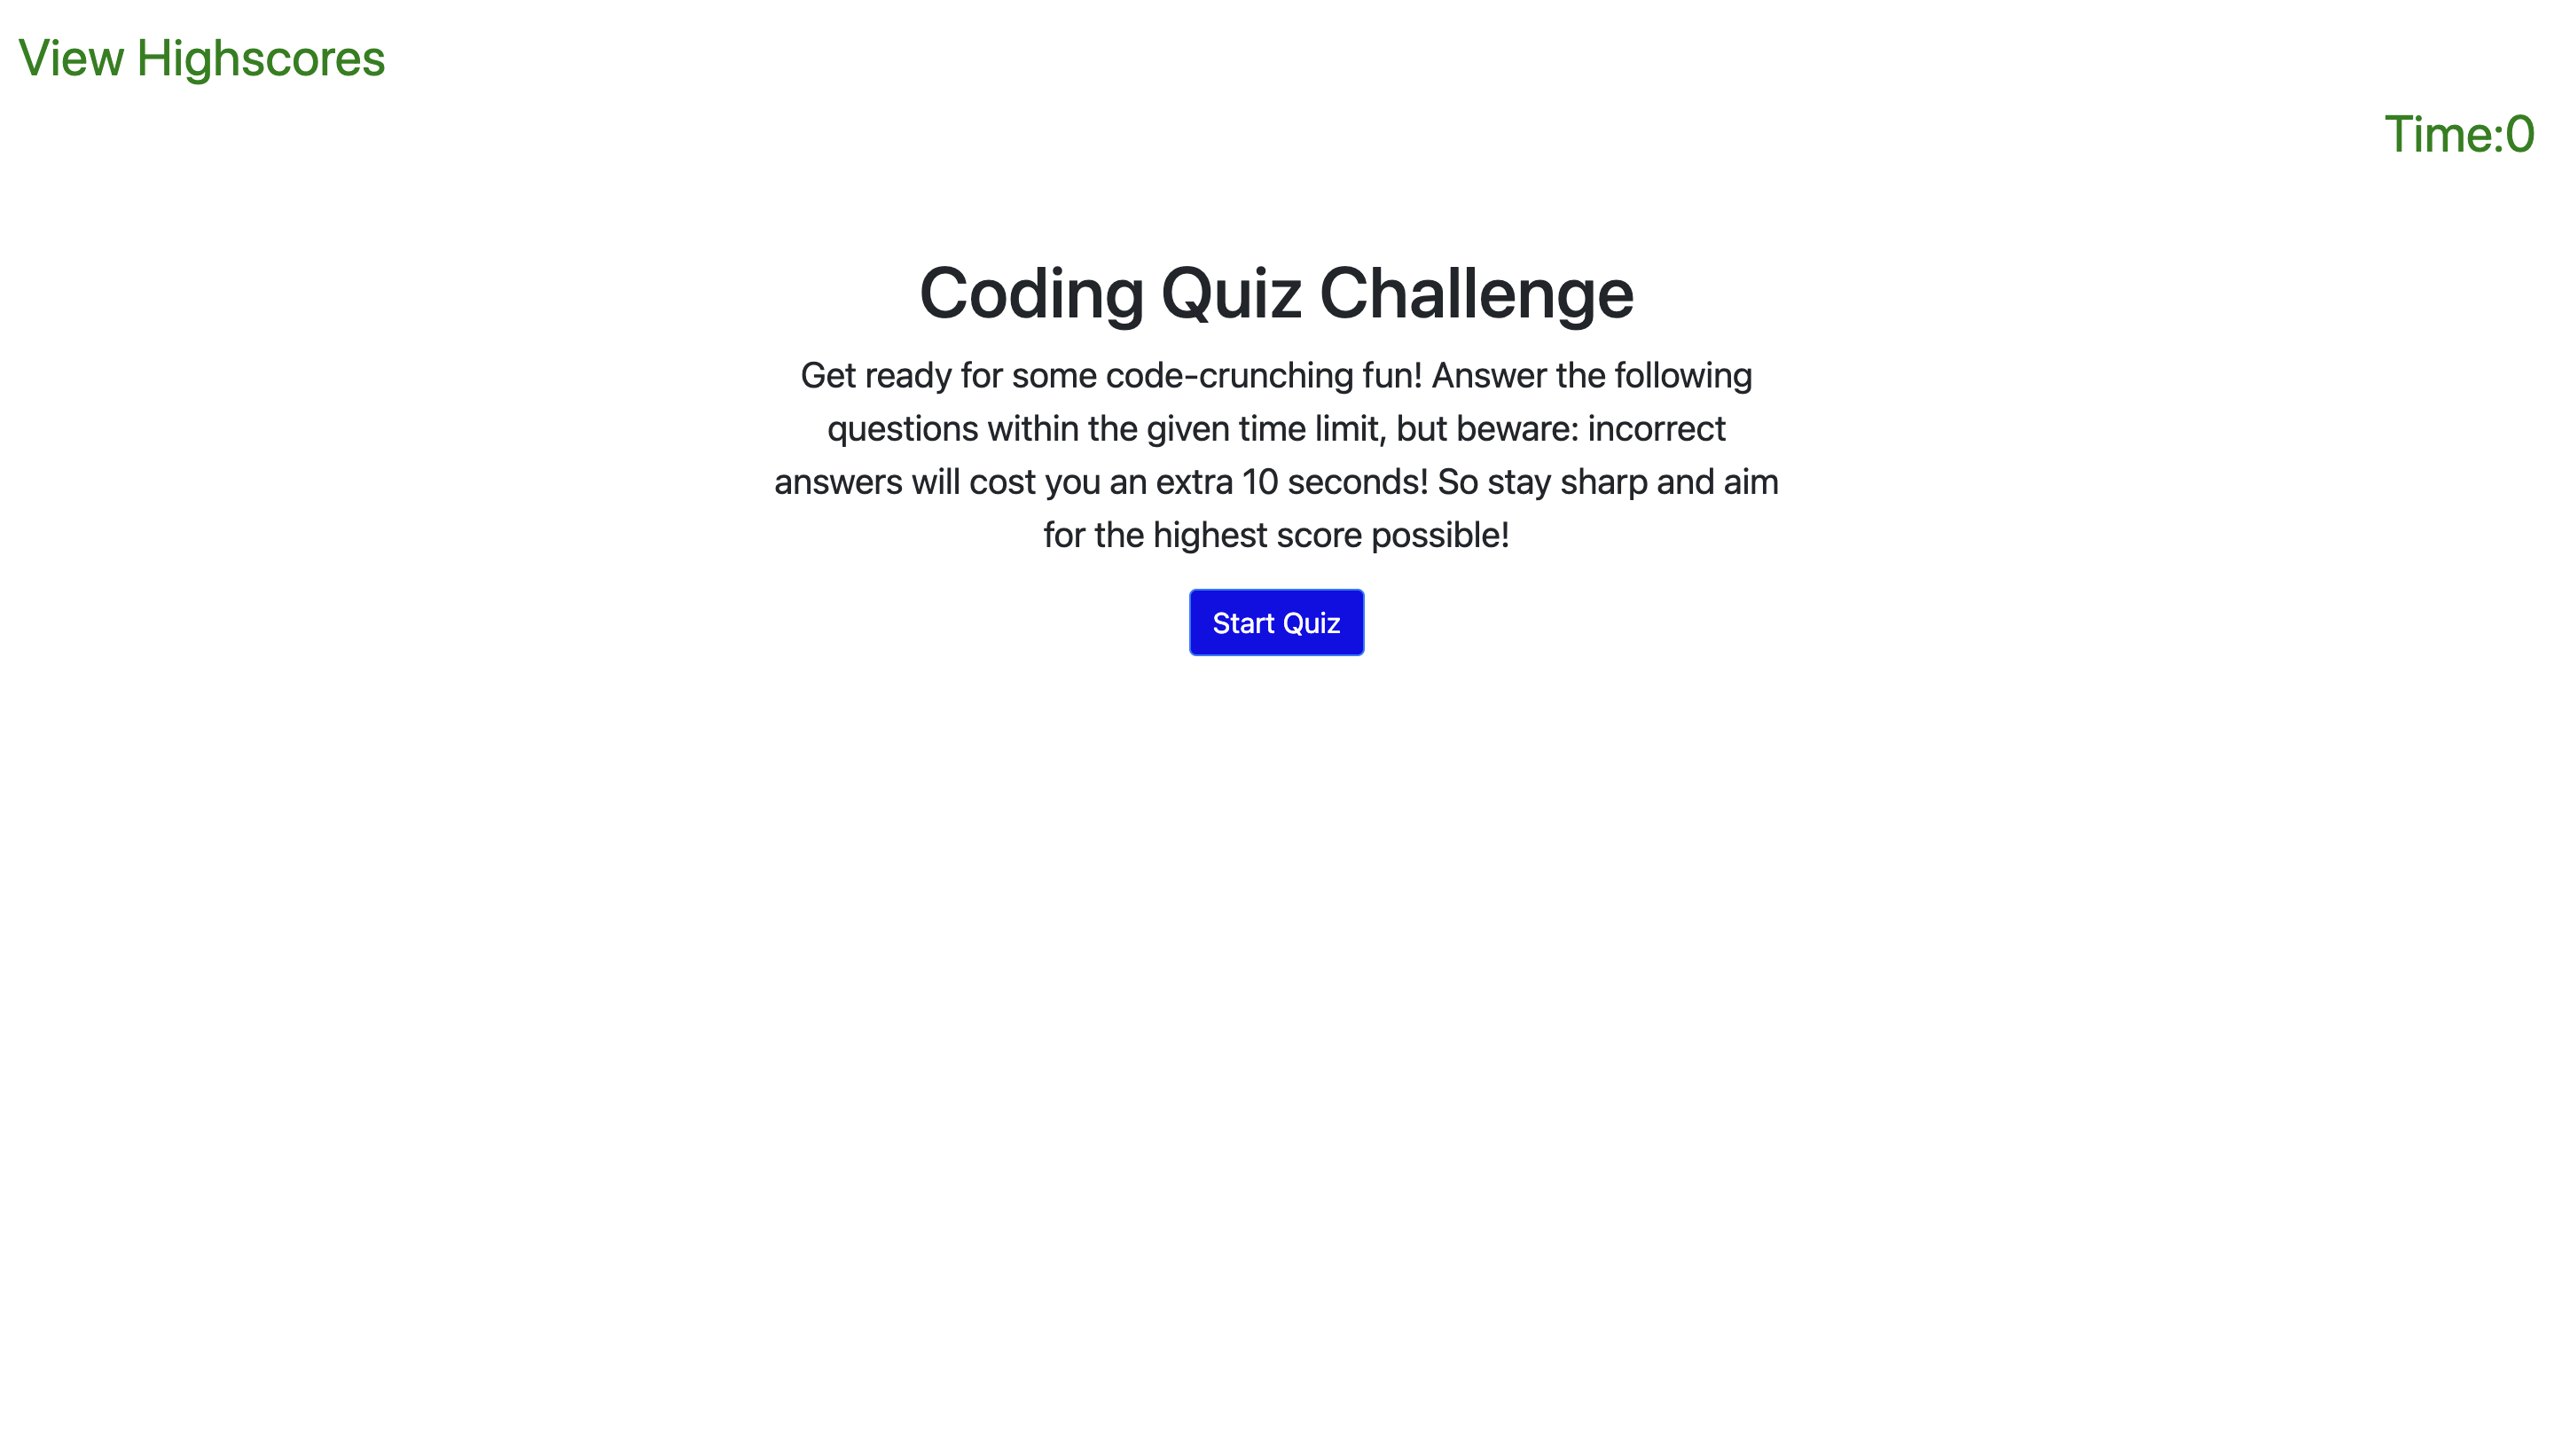 View Highscores
Time:0
Coding Quiz Challenge
Get ready for some code-crunching fun! Answer the following
questions within the given time limit, but beware: incorrect
answers will cost you an extra 10 seconds! So stay sharp and aim
for the highest score possible!
Start Quiz